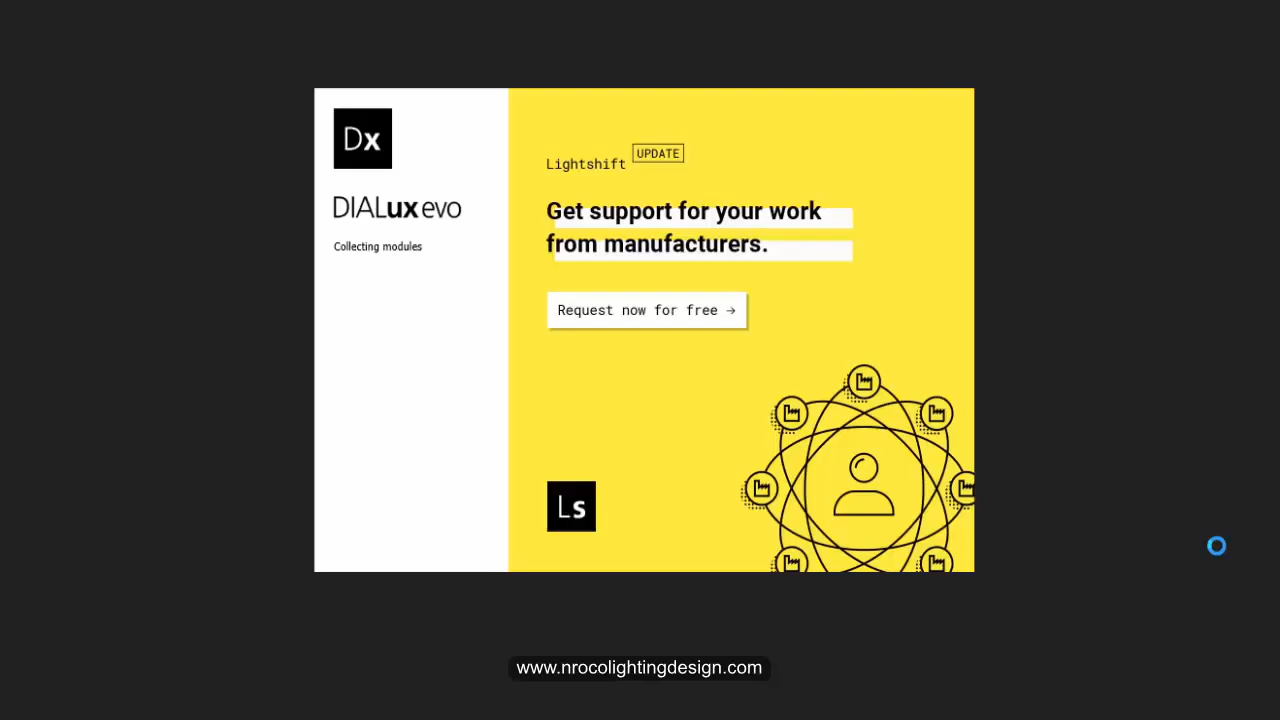 Dx
DIALux evo
Collecting modules
Lightshift UPDATE
Get support for your work
from manufacturers.
Request now for free →
Ls
www.nrocolightingdesign.com